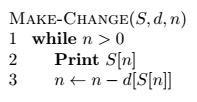 MAKE-CHANGE(S, d, n)
1 while n > 0
2 Print S[n]
3 n ← n − d[S[n]]